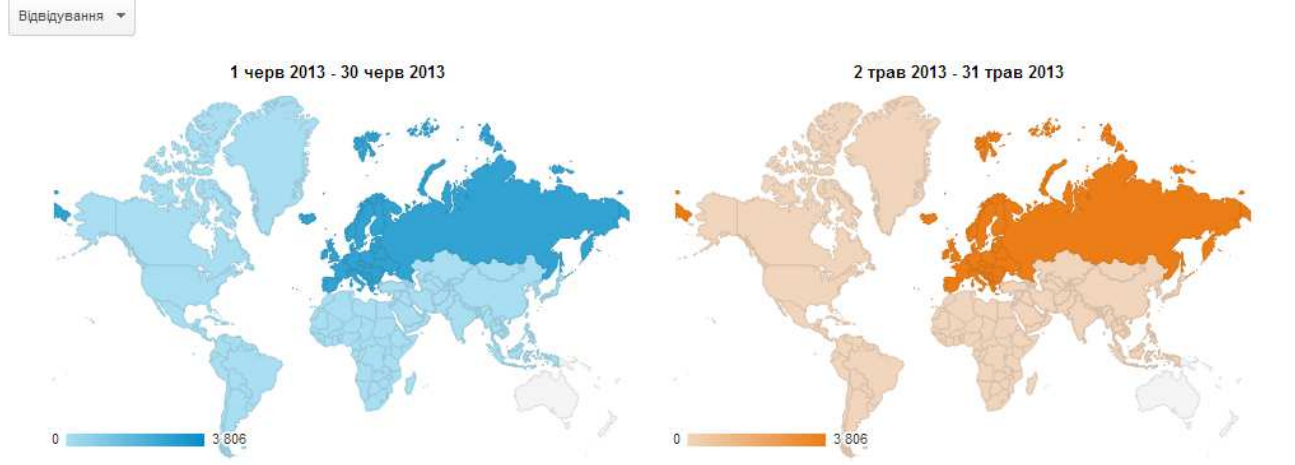 Відвідування
1 черв 2013 - 30 черв 2013
2 трав 2013 - 31 трав 2013
0 3 806
0 3 806